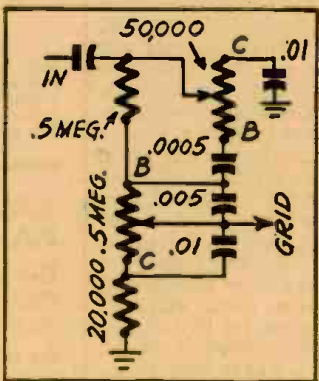 50,000
C
.01
IN
.5 MEG.
B
.0005
B
.005
20,000 .5 MEG.
GRID
.01
C